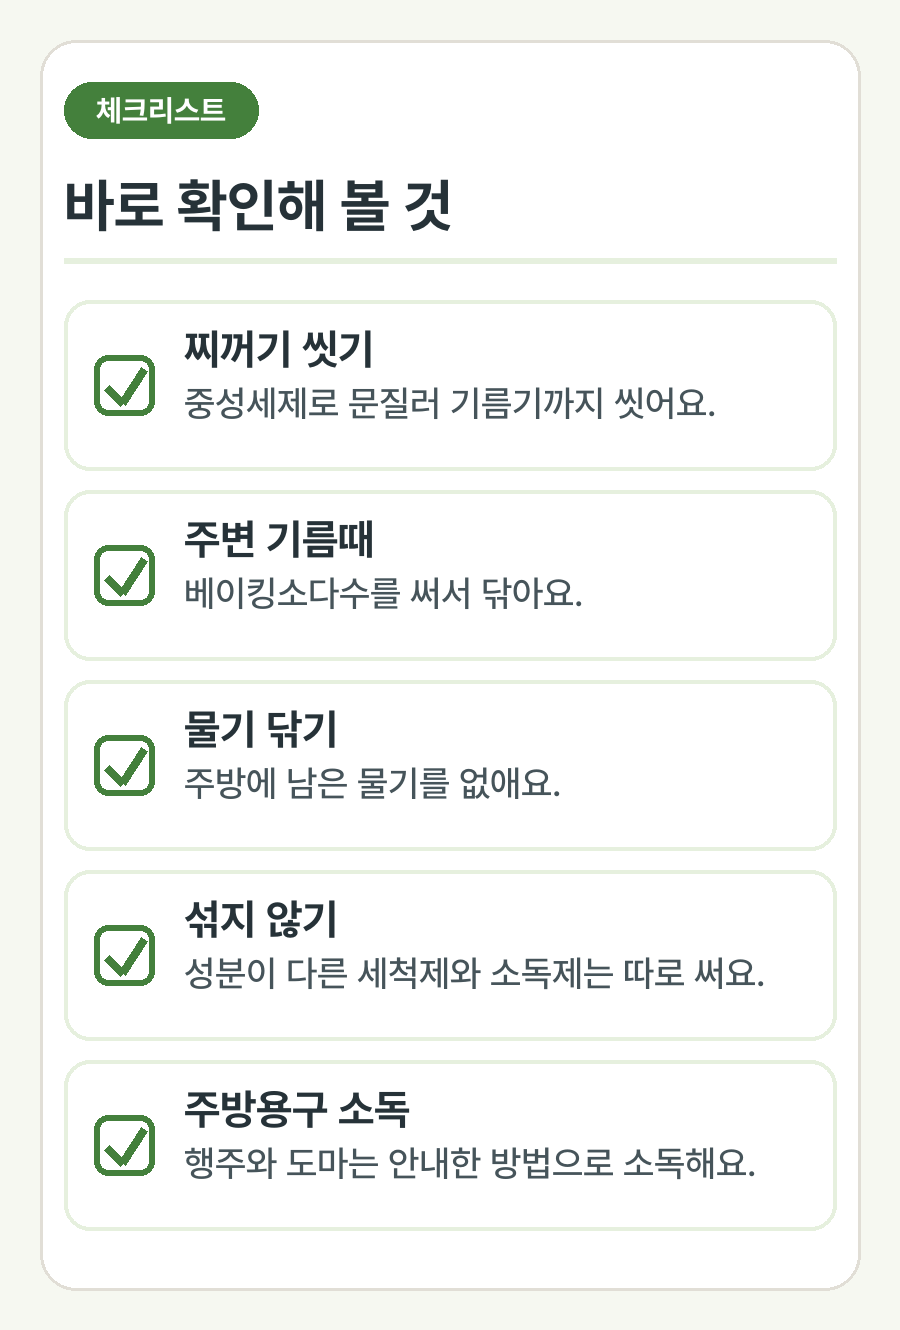 체크리스트
바로 확인해 볼 것
찌꺼기 씻기
중성세제로 문질러 기름기까지 씻어요.
주변 기름때
베이킹소다수를 써서 닦아요.
물기 닦기
주방에 남은 물기를 없애요.
섞지 않기
성분이 다른 세척제와 소독제는 따로 써요.
주방용구 소독
행주와 도마는 안내한 방법으로 소독해요.